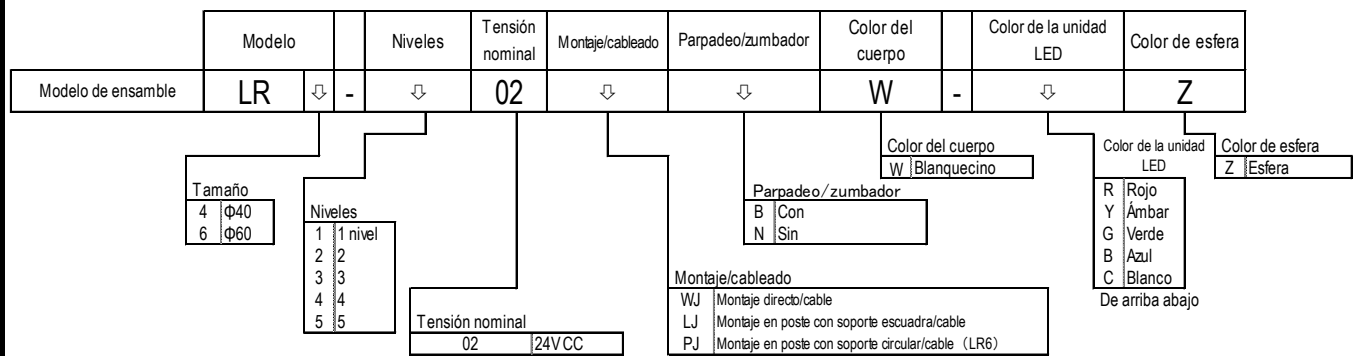 Modelo Niveles Tensión nominal Montaje/cableado Parpadeo/zumbador Color del cuerpo Color de la unidad LED Color de esfera
Modelo de ensamble LR ⇩ - ⇩ 02 ⇩ ⇩ W - ⇩ Z
Tamaño
4 Φ40
6 Φ60
Niveles
1 1 nivel
2 2
3 3
4 4
5 5
Tensión nominal
02 24V CC
Montaje/cableado
WJ Montaje directo/cable
LJ Montaje en poste con soporte escuadra/cable
PJ Montaje en poste con soporte circular/cable (LR6)
Parpadeo/zumbador
B Con
N Sin
Color del cuerpo
W Blanquecino
Color de la unidad
LED
R Rojo
Y Ámbar
G Verde
B Azul
C Blanco
De arriba abajo
Color de esfera
Z Esfera